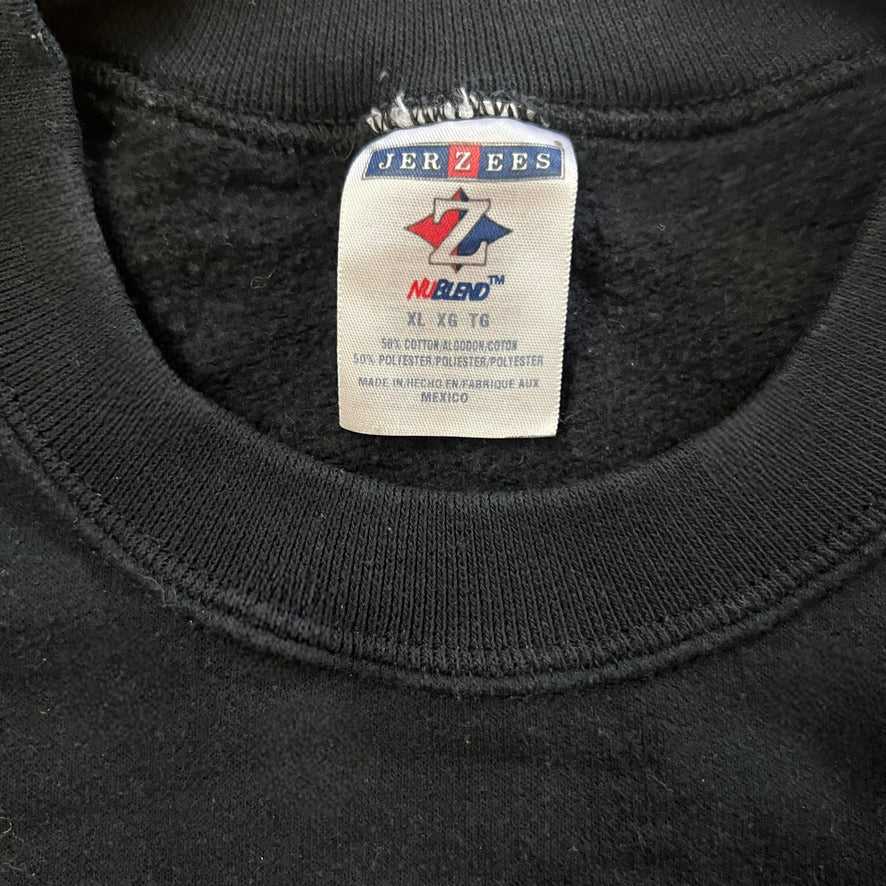 JERZEES
Z
NUBLEND™
XL XG TG
50% COTTON/ALGODON/COTON
50% POLYESTER/POLIESTER/POLYESTER
MADE IN/HECHO EN/FABRIQUE AUX
MEXICO